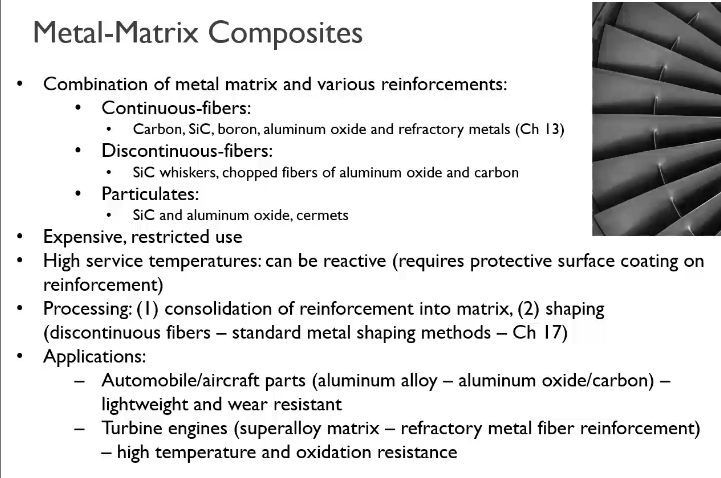 Metal-Matrix Composites
• Combination of metal matrix and various reinforcements:
• Continuous-fibers:
• Carbon, SiC, boron, aluminum oxide and refractory metals (Ch 13)
• Discontinuous-fibers:
• SiC whiskers, chopped fibers of aluminum oxide and carbon
• Particulates:
• SiC and aluminum oxide, cermets
• Expensive, restricted use
• High service temperatures: can be reactive (requires protective surface coating on
reinforcement)
• Processing: (1) consolidation of reinforcement into matrix, (2) shaping
(discontinuous fibers – standard metal shaping methods – Ch 17)
• Applications:
– Automobile/aircraft parts (aluminum alloy – aluminum oxide/carbon) –
lightweight and wear resistant
– Turbine engines (superalloy matrix – refractory metal fiber reinforcement)
– high temperature and oxidation resistance